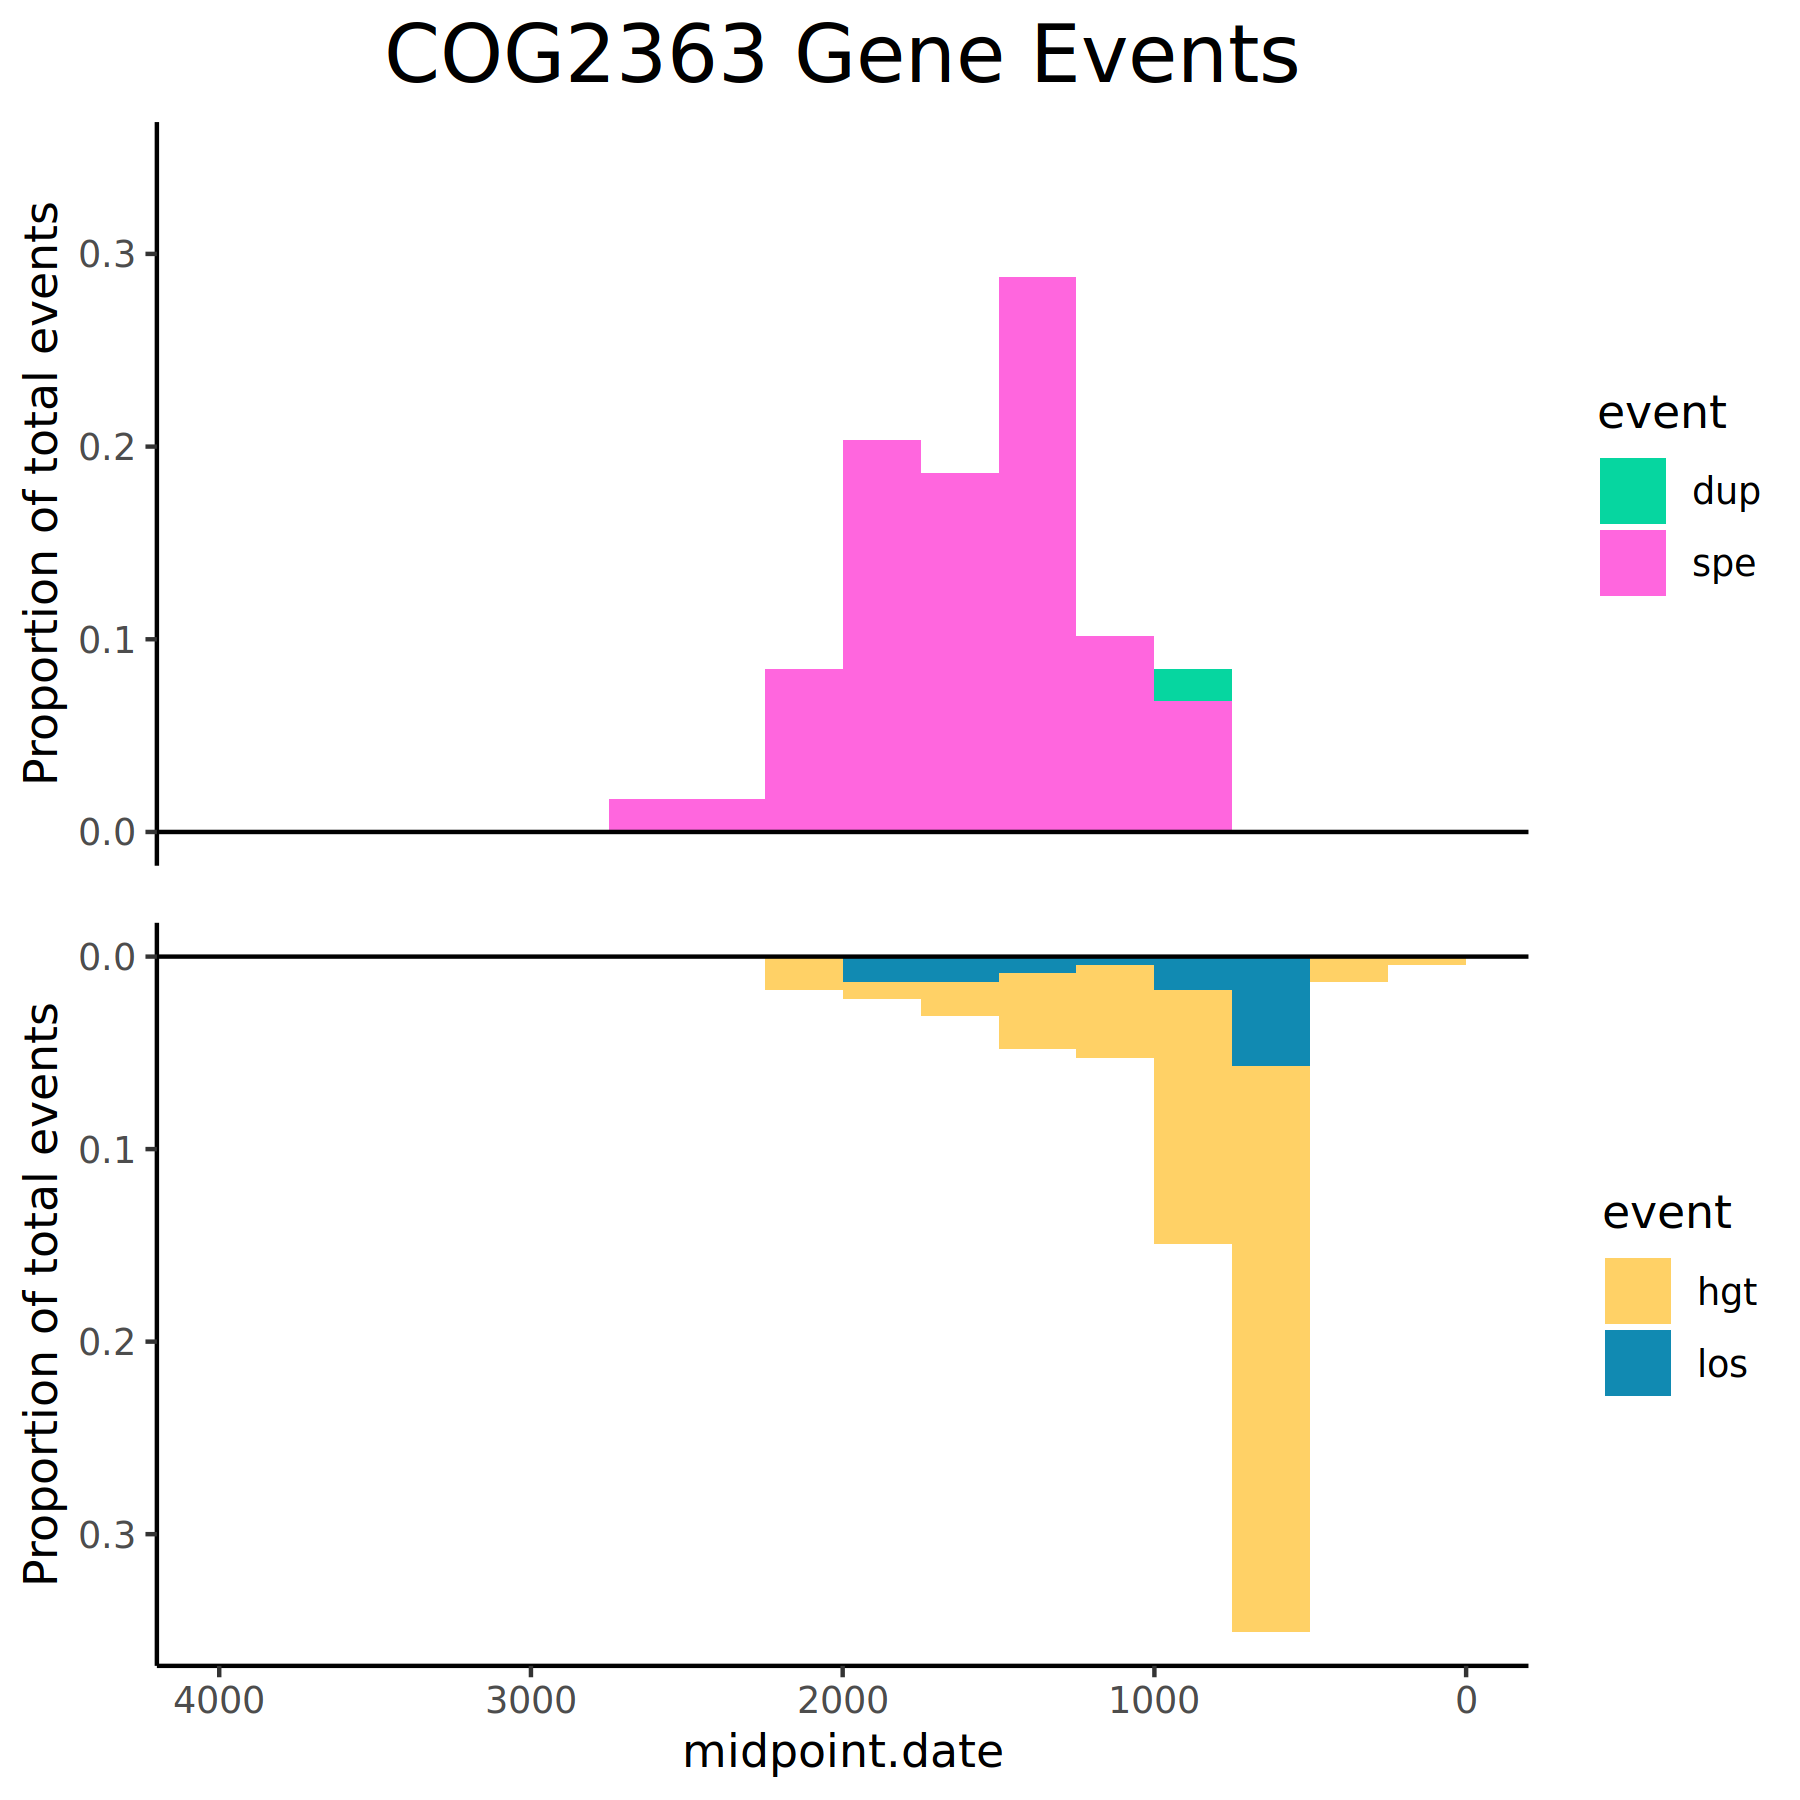 COG2363 Gene Events
Proportion of total events
0.3
0.2
0.1
0.0
event
dup
spe
Proportion of total events
0.0
0.1
0.2
0.3
event
hgt
los
4000 3000 2000 1000 0
midpoint.date